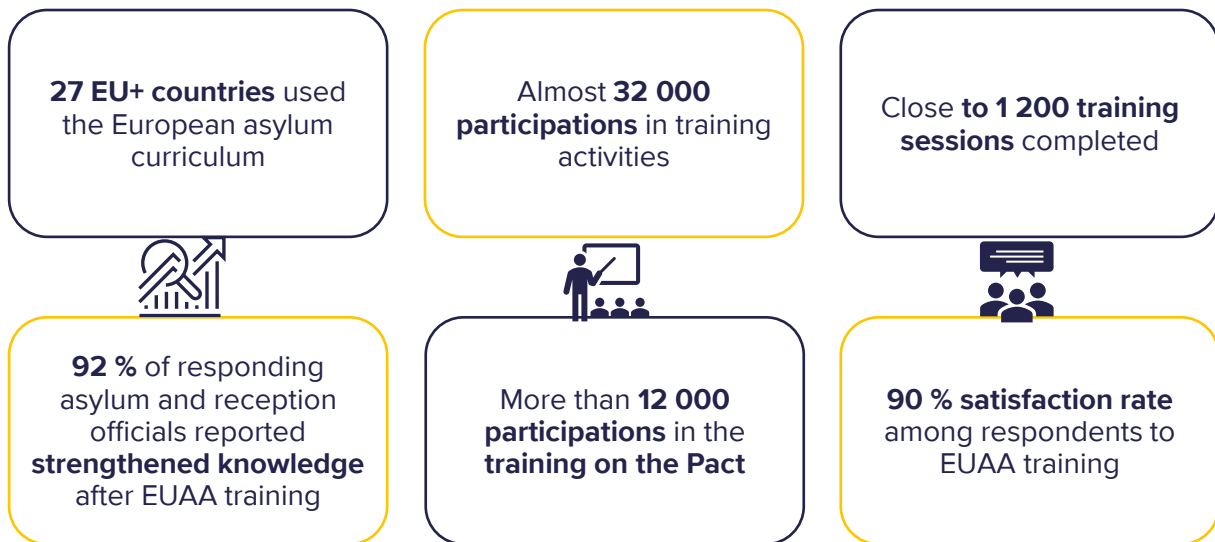 27 EU+ countries used
the European asylum
curriculum
Almost 32 000
participations in training
activities
Close to 1 200 training
sessions completed
92 % of responding
asylum and reception
officials reported
strengthened knowledge
after EUAA training
More than 12 000
participations in the
training on the Pact
90 % satisfaction rate
among respondents to
EUAA training